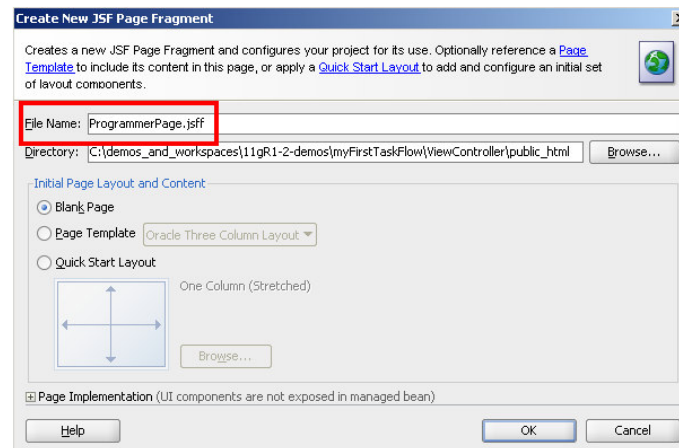 Create New JSF Page Fragment
Creates a new JSF Page Fragment and configures your project for its use. Optionally reference a Page
Template to include its content in this page, or apply a Quick Start Layout to add and configure an initial set
of layout components.
File Name: ProgrammerPage.jsff
Directory: C:\demos_and_workspaces\11gR1-2-demos\myFirstTaskFlow\ViewController\public_html Browse...
Initial Page Layout and Content
Blank Page
Page Template Oracle Three Column Layout
Quick Start Layout
One Column (Stretched)
Browse...
Page Implementation (UI components are not exposed in managed bean)
Help OK Cancel